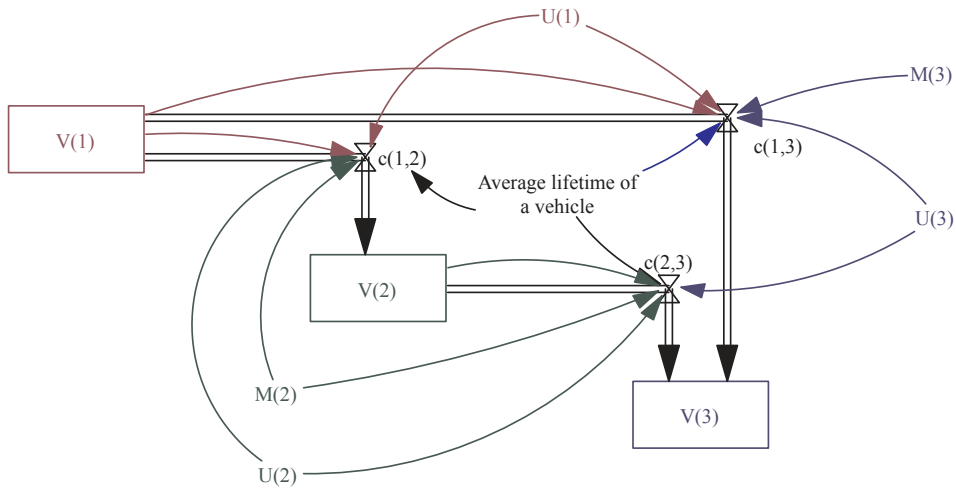 U(1)
M(3)
V(1)
c(1,3)
c(1,2)
Average lifetime of
a vehicle
U(3)
c(2,3)
V(2)
M(2)
V(3)
U(2)